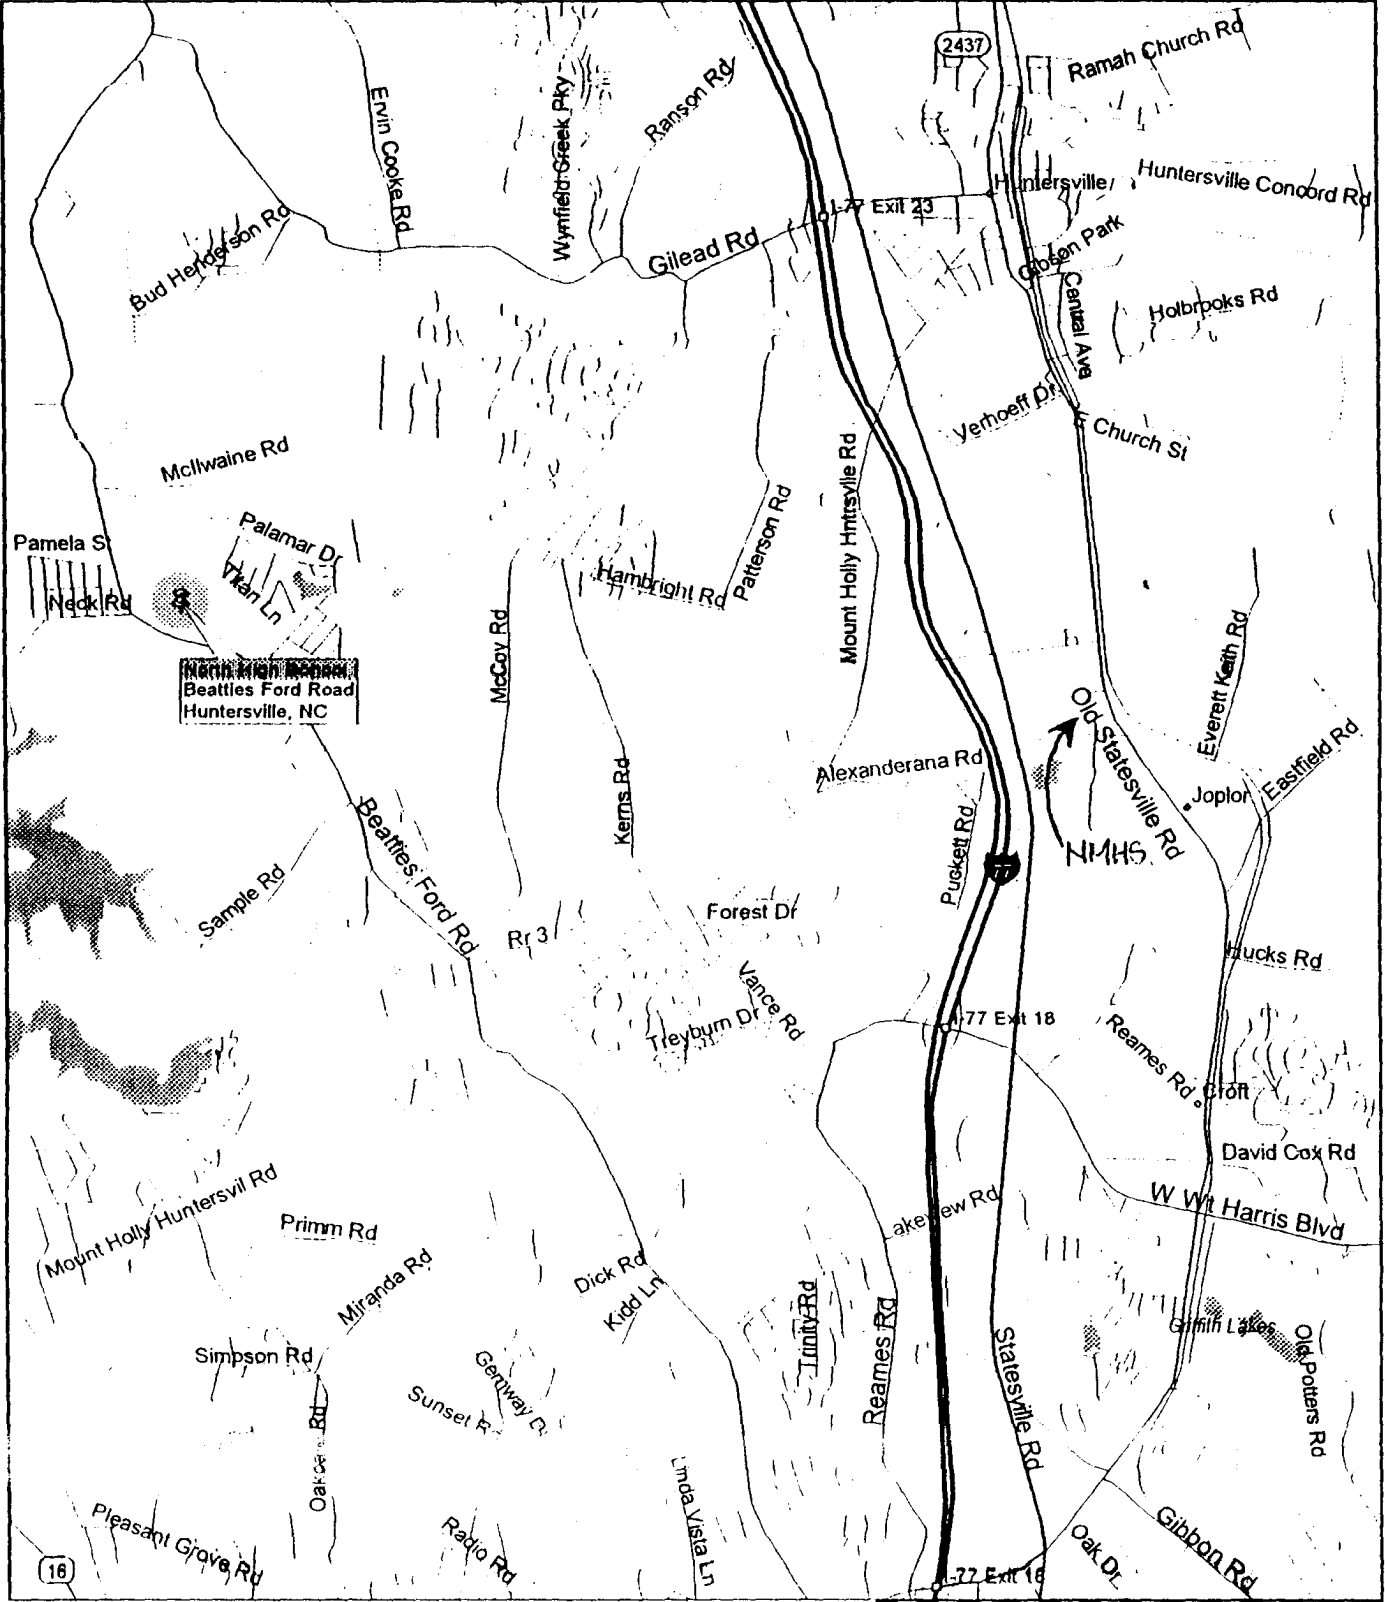 2437
Ramah Church Rd
Ranson Rd
Ervin Cooke Rd
Wynfield Creek Pky
Huntersville
Huntersville Concord Rd
I-77 Exit 23
Bud Henderson Rd
Gilead Rd
Gibson Park
Central Ave
Holbrooks Rd
Verhoeff Dr
Church St
McIlwaine Rd
Mount Holly Hntrsvlle Rd
Patterson Rd
Palamar Dr
Pamela S
Titan Ln
Neck Rd
Hambright Rd
McCoy Rd
Everett Keith Rd
North High School
Beatties Ford Road
Huntersville, NC
Old Statesville Rd
Eastfield Rd
Alexanderana Rd
Kerns Rd
Joplor
Puckett Rd
NMHS
Beatties Ford Rd
Sample Rd
Forest Dr
Rr 3
Hucks Rd
Vance Rd
Treyburn Dr
-77 Exit 18
Reames Rd
Croft
David Cox Rd
Mount Holly Huntersvil Rd
akeview Rd
W Wt Harris Blvd
Primm Rd
Miranda Rd
Dick Rd
Kidd Ln
Trinity Rd
Reames Rd
Griffin Lakes
Old Potters Rd
Statesville Rd
Simpson Rd
Gemway D
Sunset R
Rd
Linda Vista Ln
Pleasant Grove Rd
Radio Rd
Gibbon Rd
Oak Dr
16
-77 Exit 16